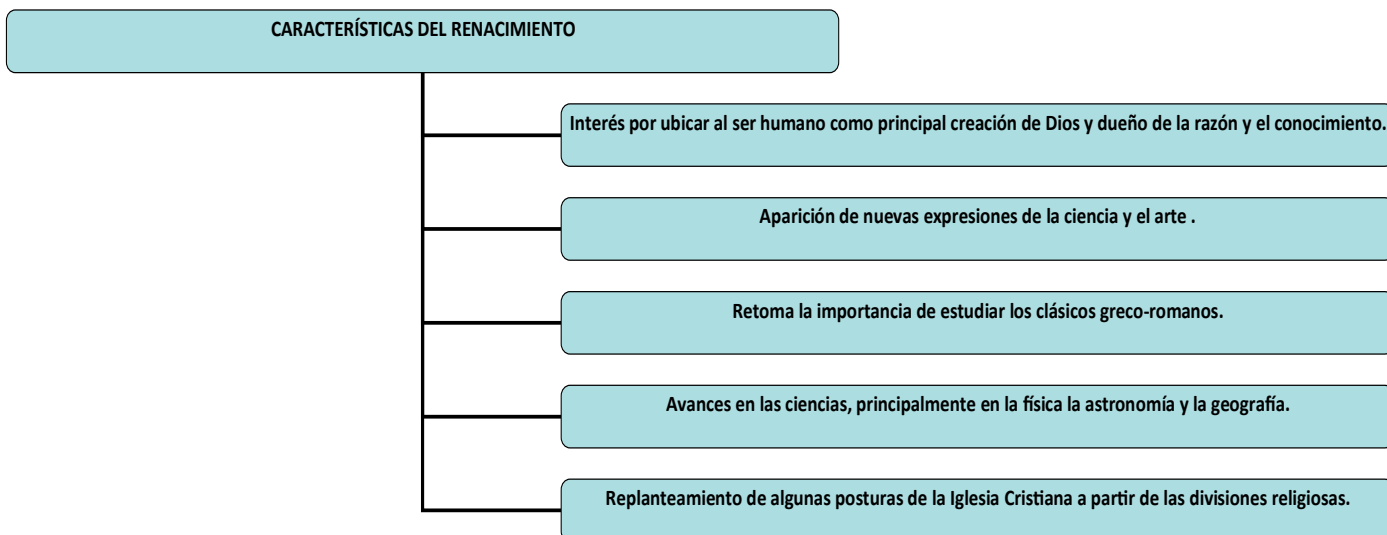 CARACTERÍSTICAS DEL RENACIMIENTO
Interés por ubicar al ser humano como principal creación de Dios y dueño de la razón y el conocimiento.
Aparición de nuevas expresiones de la ciencia y el arte .
Retoma la importancia de estudiar los clásicos greco-romanos.
Avances en las ciencias, principalmente en la física la astronomía y la geografía.
Replanteamiento de algunas posturas de la Iglesia Cristiana a partir de las divisiones religiosas.